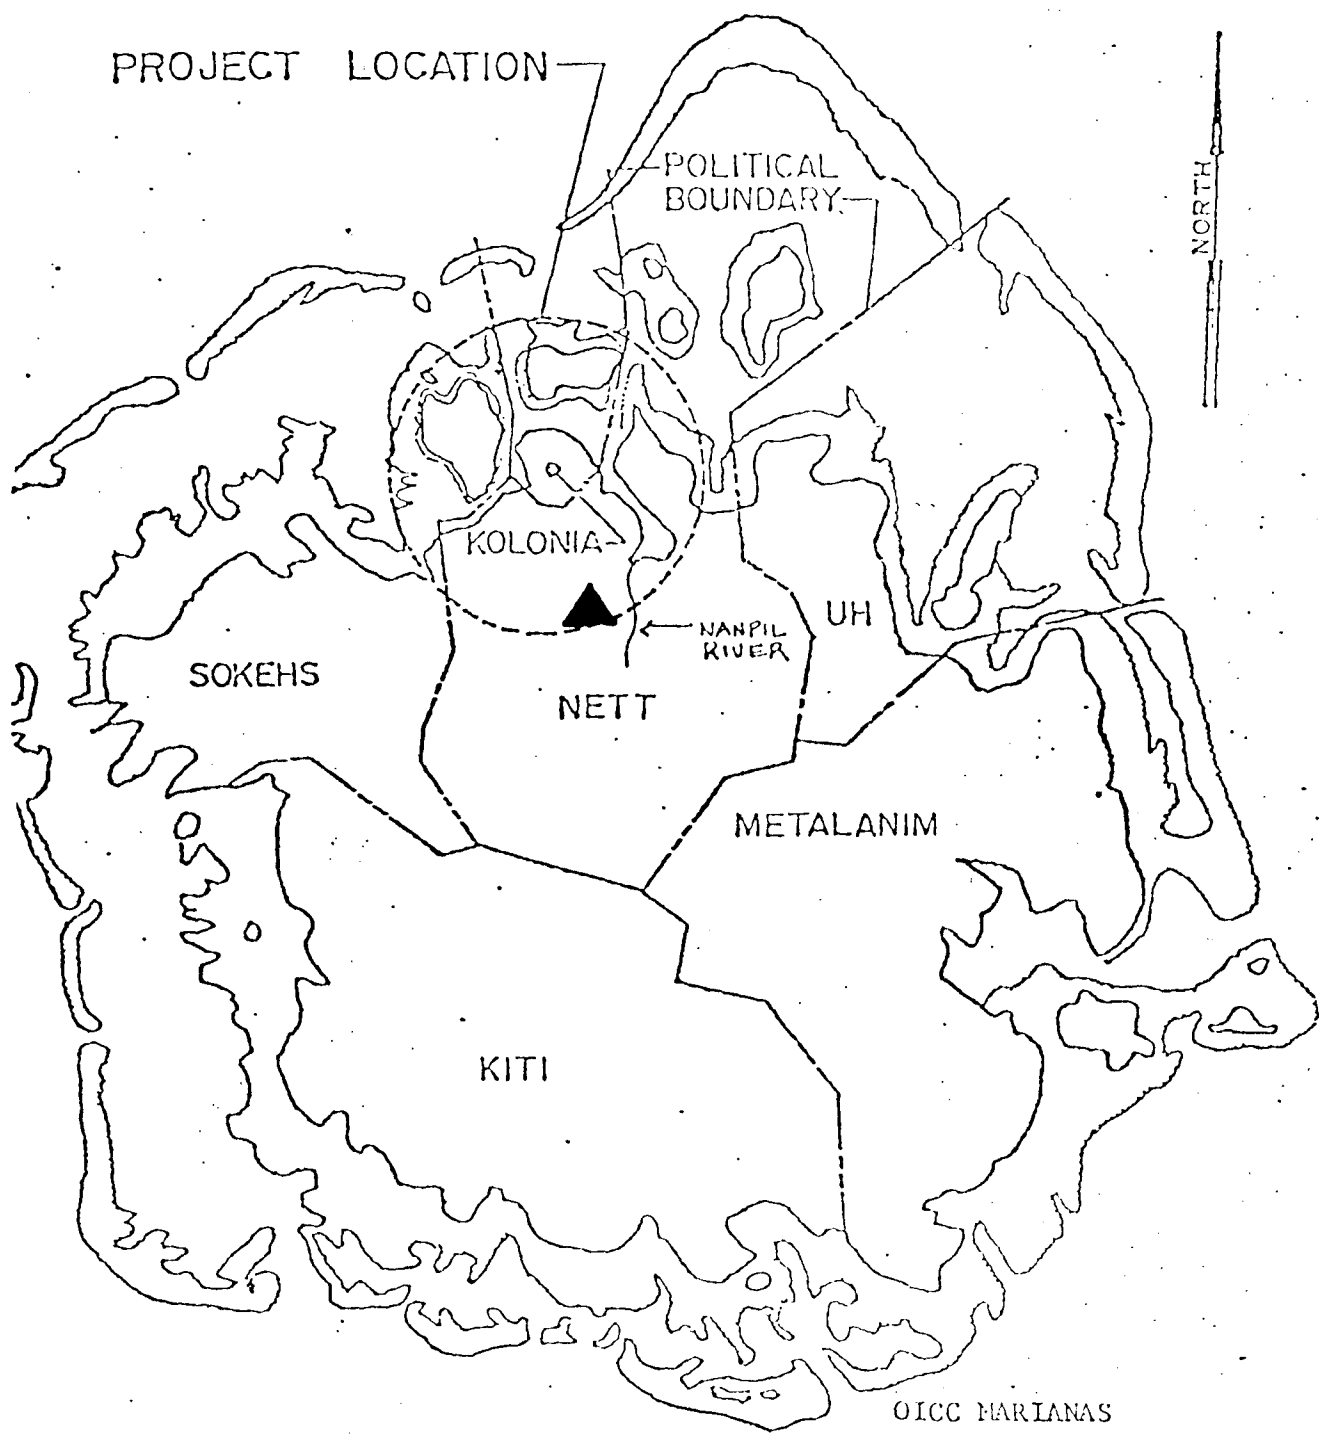 PROJECT LOCATION
POLITICAL
BOUNDARY
NORTH
KOLONIA
UH
NANPIL
RIVER
SOKEHS
NETT
METALANIM
KITI
OICC MARIANAS